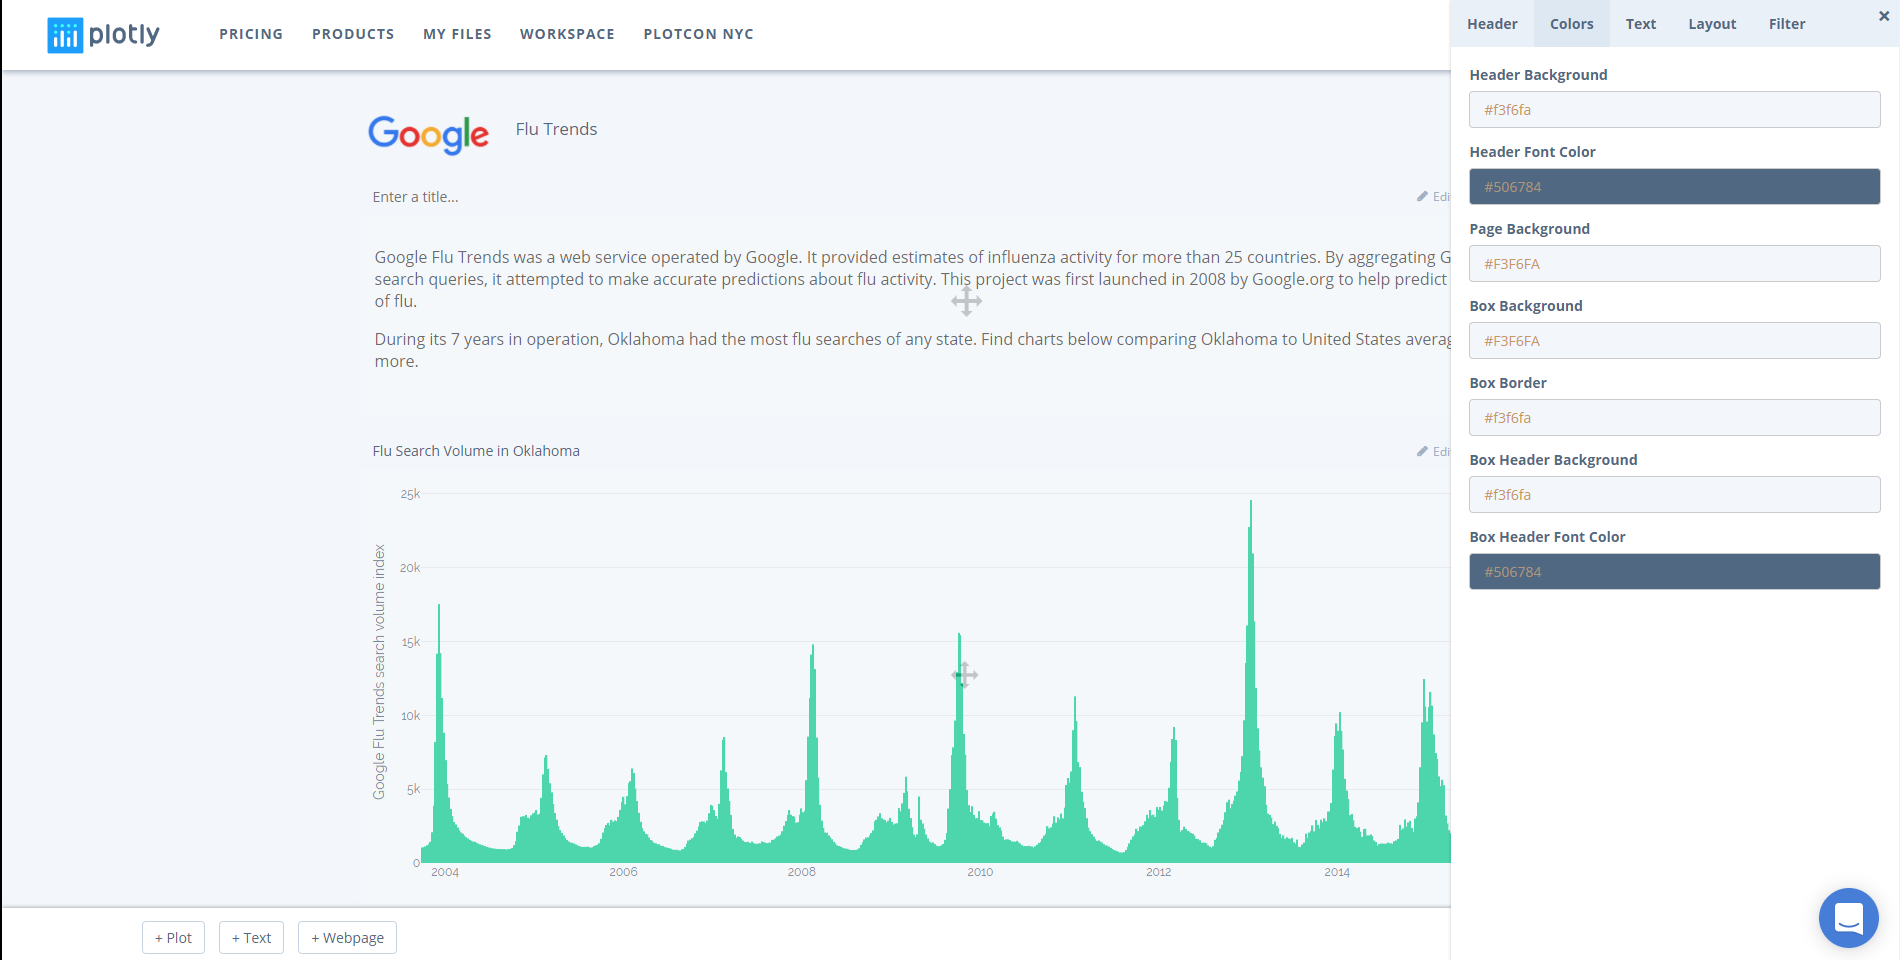 plotly
PRICING PRODUCTS MY FILES WORKSPACE PLOTCON NYC
Header Colors Text Layout Filter ×
Google Flu Trends
Enter a title...
Google Flu Trends was a web service operated by Google. It provided estimates of influenza activity for more than 25 countries. By aggregating G
search queries, it attempted to make accurate predictions about flu activity. This project was first launched in 2008 by Google.org to help predict
of flu.
During its 7 years in operation, Oklahoma had the most flu searches of any state. Find charts below comparing Oklahoma to United States averag
more.
Flu Search Volume in Oklahoma
Google Flu Trends search volume index
25k
20k
15k
10k
5k
0
2004 2006 2008 2010 2012 2014
+ Plot + Text + Webpage
Header Background
#f3f6fa
Header Font Color
#506784
Page Background
#F3F6FA
Box Background
#F3F6FA
Box Border
#f3f6fa
Box Header Background
#f3f6fa
Box Header Font Color
#506784